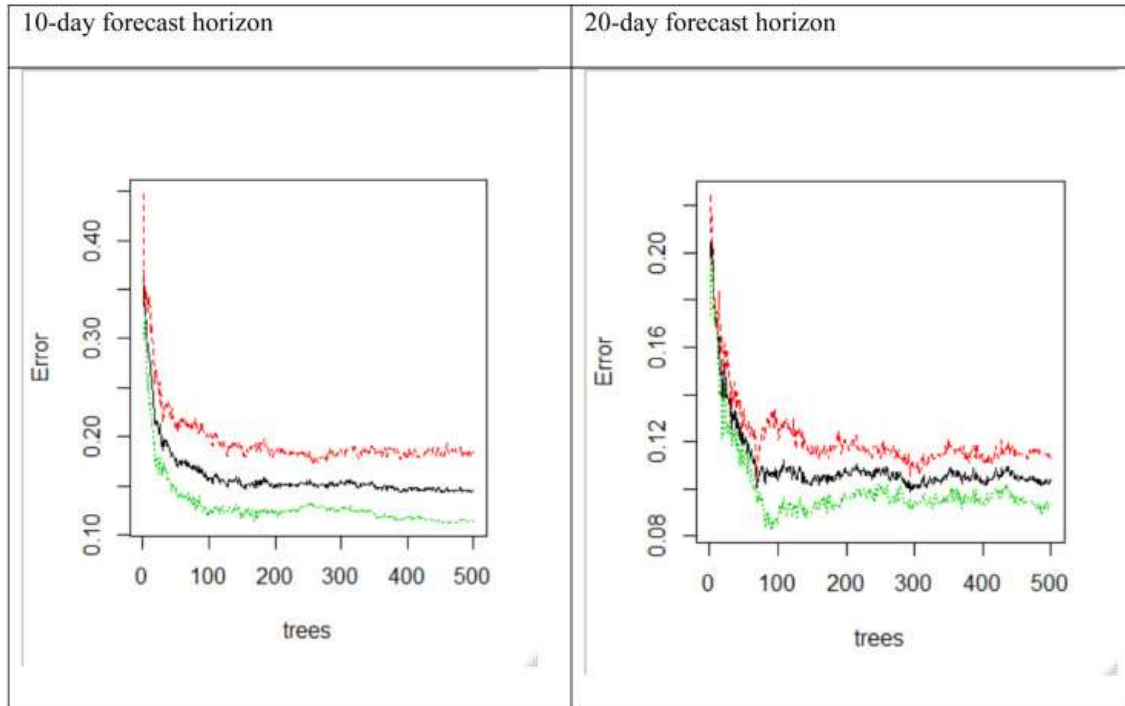 10-day forecast horizon
20-day forecast horizon
Error
0.40
0.30
0.20
0.10
0 100 200 300 400 500
trees
Error
0.20
0.16
0.12
0.08
0 100 200 300 400 500
trees